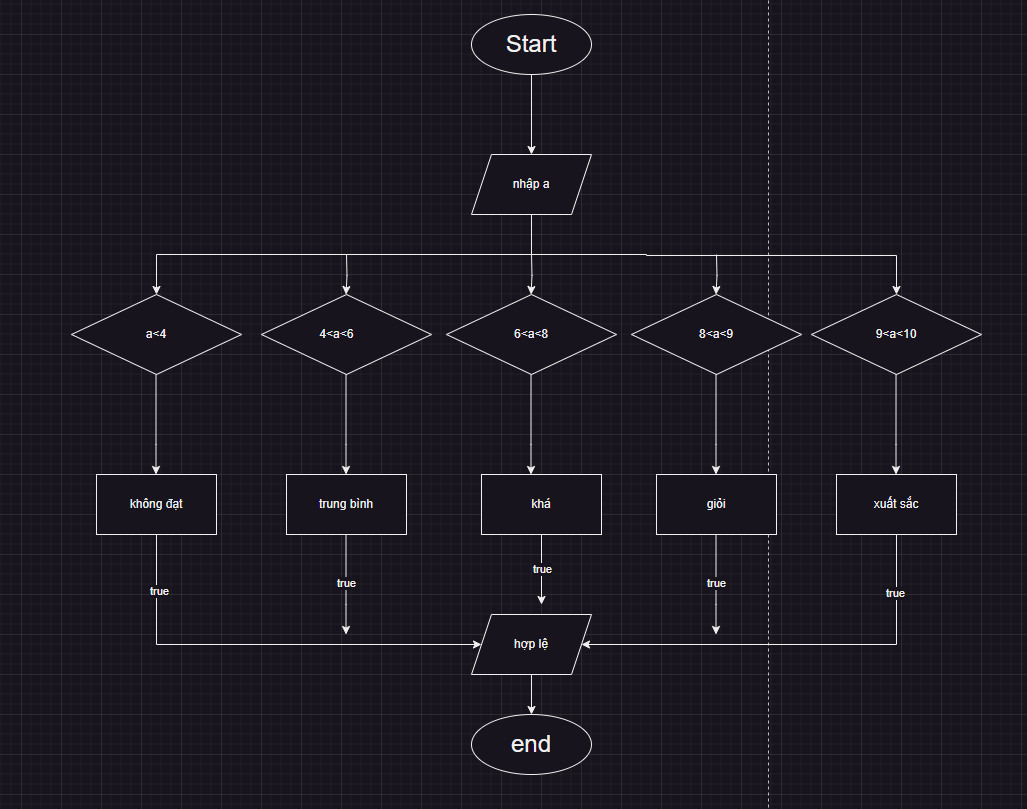 Start
nhập a
a<4
4<a<6
6<a<8
8<a<9
9<a<10
không đạt
trung bình
khá
giỏi
xuất sắc
true
true
true
true
true
hợp lệ
end